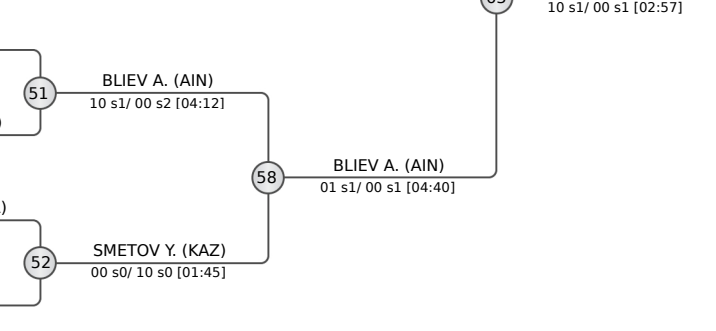 10 s1/ 00 s1 [02:57]
BLIEV A. (AIN)
51
10 s1/ 00 s2 [04:12]
)
BLIEV A. (AIN)
58
01 s1/ 00 s1 [04:40]
)
SMETOV Y. (KAZ)
52
00 s0/ 10 s0 [01:45]